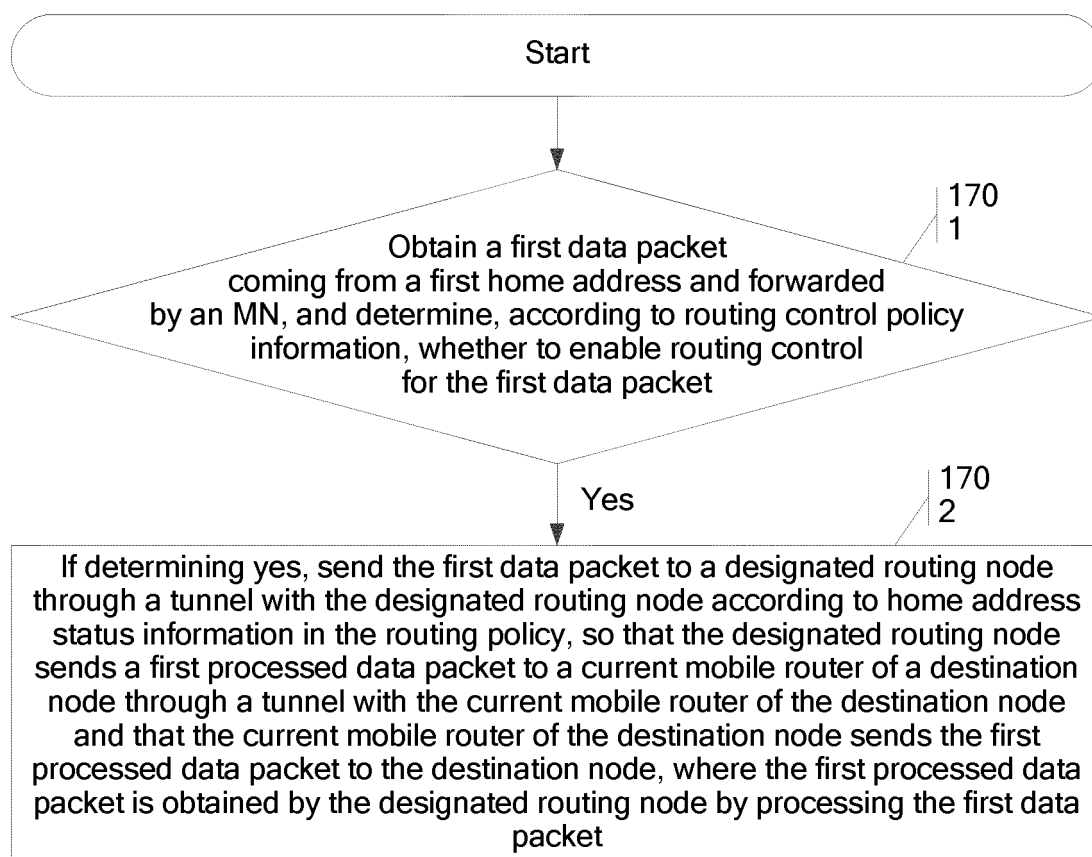 Start
170
1
Obtain a first data packet
coming from a first home address and forwarded
by an MN, and determine, according to routing control policy
information, whether to enable routing control
for the first data packet
Yes
170
2
If determining yes, send the first data packet to a designated routing node
through a tunnel with the designated routing node according to home address
status information in the routing policy, so that the designated routing node
sends a first processed data packet to a current mobile router of a destination
node through a tunnel with the current mobile router of the destination node
and that the current mobile router of the destination node sends the first
processed data packet to the destination node, where the first processed data
packet is obtained by the designated routing node by processing the first data
packet